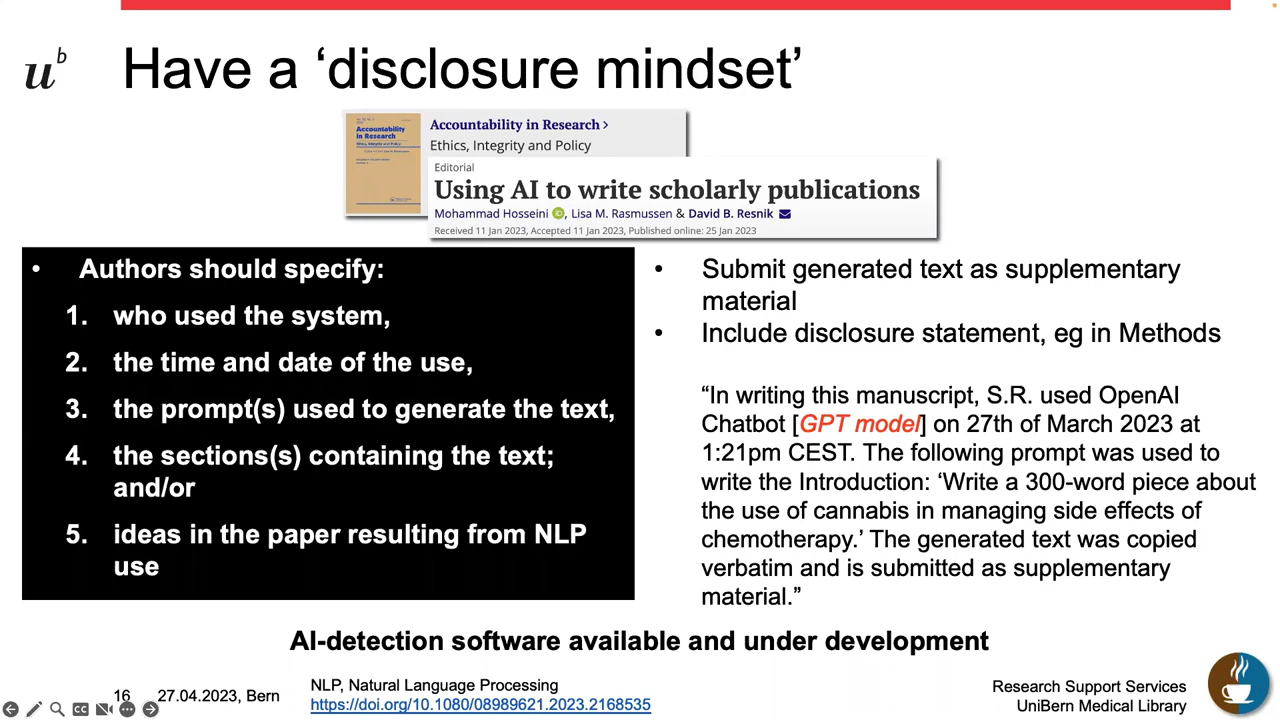 u b
Have a ‘disclosure mindset’
Accountability in Research >
Ethics, Integrity and Policy
Accountability
in Research
Ethics, Integrity and Policy
Editorial
Using AI to write scholarly publications
Mohammad Hosseini, Lisa M. Rasmussen & David B. Resnik
Received 11 Jan 2023, Accepted 11 Jan 2023, Published online: 25 Jan 2023
• Authors should specify:
1. who used the system,
2. the time and date of the use,
3. the prompt(s) used to generate the text,
4. the sections(s) containing the text;
and/or
5. ideas in the paper resulting from NLP
use
• Submit generated text as supplementary
material
• Include disclosure statement, eg in Methods
“In writing this manuscript, S.R. used OpenAI
Chatbot [GPT model] on 27th of March 2023 at
1:21pm CEST. The following prompt was used to
write the Introduction: ‘Write a 300-word piece about
the use of cannabis in managing side effects of
chemotherapy.’ The generated text was copied
verbatim and is submitted as supplementary
material.”
AI-detection software available and under development
16 27.04.2023, Bern
NLP, Natural Language Processing
https://doi.org/10.1080/08989621.2023.2168535
Research Support Services
UniBern Medical Library